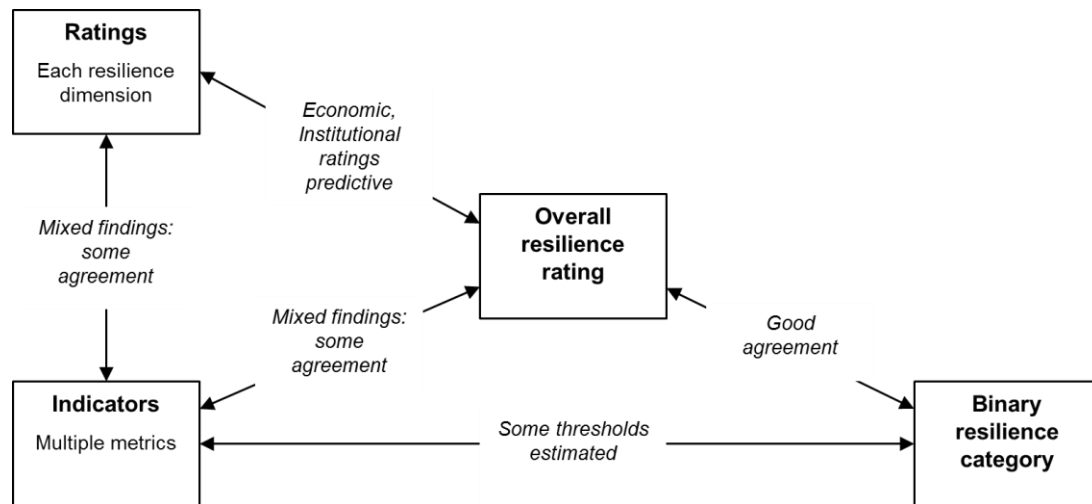 Ratings
Each resilience
dimension
Economic,
Institutional
ratings
predictive
Mixed findings:
some
agreement
Overall
resilience
rating
Mixed findings:
some
agreement
Good
agreement
Indicators
Multiple metrics
Some thresholds
estimated
Binary
resilience
category